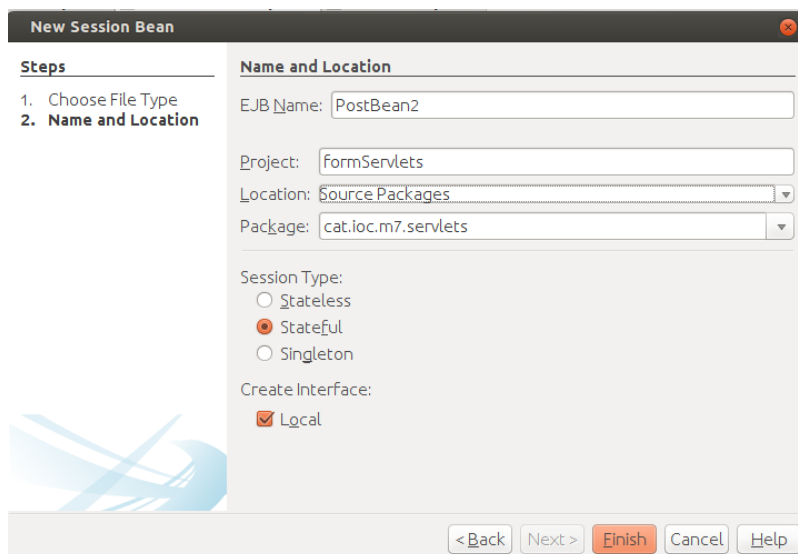 New Session Bean
Steps
1. Choose File Type
2. Name and Location
Name and Location
EJB Name: PostBean2
Project: formServlets
Location: Source Packages
Package: cat.ioc.m7.servlets
Session Type:
Stateless
Stateful
Singleton
Create Interface:
Local
< Back Next > Finish Cancel Help